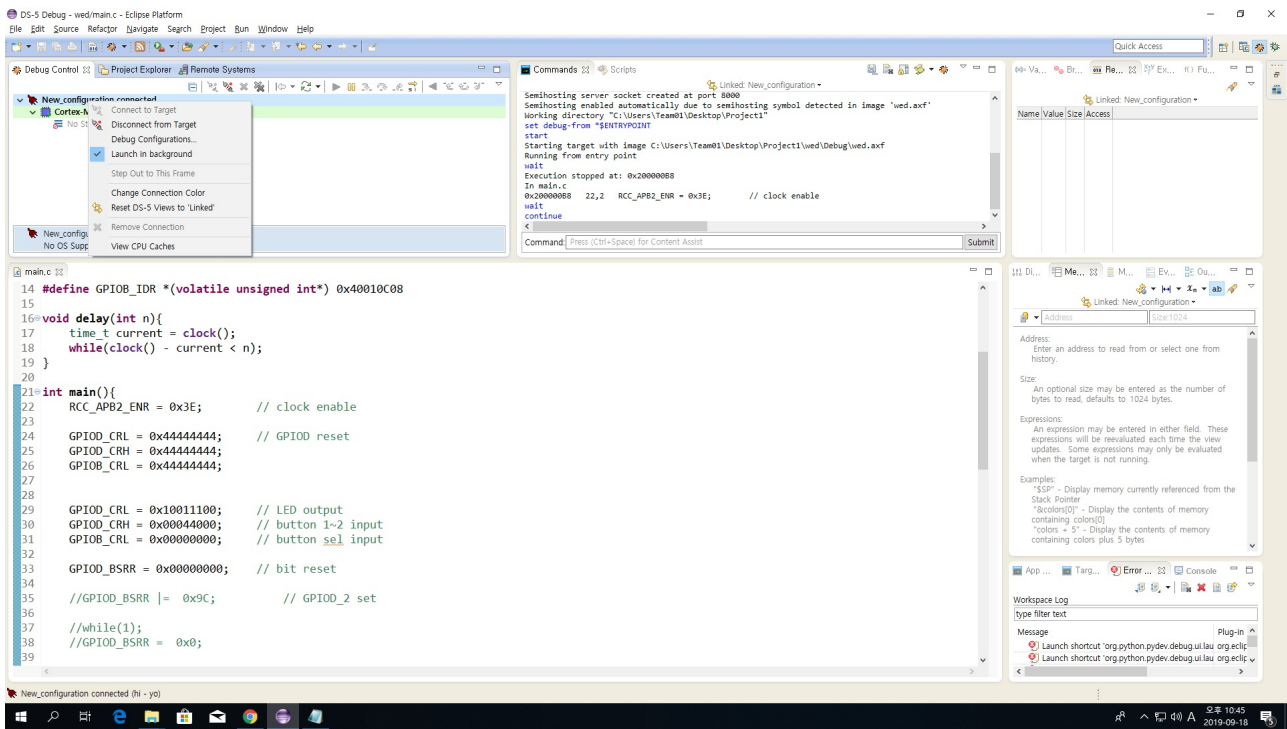 DS-5 Debug - wed/main.c - Eclipse Platform
File Edit Source Refactor Navigate Search Project Run Window Help
Quick Access
Debug Control Project Explorer Remote Systems
New_configuration connected
Cortex-M
No St
Connect to Target
Disconnect from Target
Debug Configurations...
Launch in background
Step Out to This Frame
Change Connection Color
Reset DS-5 Views to 'Linked'
Remove Connection
View CPU Caches
New_configu
No OS Supp
Commands Scripts
Linked: New_configuration
Semihosting server socket created at port 8000
Semihosting enabled automatically due to semihosting symbol detected in image 'wed.axf'
Working directory "C:\Users\Team01\Desktop\Project1"
set debug-from *$ENTRYPOINT
start
Starting target with image C:\Users\Team01\Desktop\Project1\wed\Debug\wed.axf
Running from entry point
wait
Execution stopped at: 0x200000B8
In main.c
0x200000B8 22,2 RCC_APB2_ENR = 0x3E; // clock enable
wait
continue
Command: Press (Ctrl+Space) for Content Assist Submit
Va... Br... Re... Ex... Fu...
Linked: New_configuration
Name Value Size Access
main.c
14 #define GPIOB_IDR *(volatile unsigned int*) 0x40010C08
15
16 void delay(int n){
17 time_t current = clock();
18 while(clock() - current < n);
19 }
20
21 int main(){
22 RCC_APB2_ENR = 0x3E; // clock enable
23
24 GPIOD_CRL = 0x44444444; // GPIOD reset
25 GPIOD_CRH = 0x44444444;
26 GPIOB_CRL = 0x44444444;
27
28
29 GPIOD_CRL = 0x10011100; // LED output
30 GPIOD_CRH = 0x00044000; // button 1~2 input
31 GPIOB_CRL = 0x00000000; // button sel input
32
33 GPIOD_BSRR = 0x00000000; // bit reset
34
35 //GPIOD_BSRR |= 0x9C; // GPIOD_2 set
36
37 //while(1);
38 //GPIOD_BSRR = 0x0;
39
Di... Me... M... Ev... Ou...
Linked: New_configuration
Address Size:1024
Address:
Enter an address to read from or select one from
history.
Size:
An optional size may be entered as the number of
bytes to read, defaults to 1024 bytes.
Expressions:
An expression may be entered in either field. These
expressions will be reevaluated each time the view
updates. Some expressions may only be evaluated
when the target is not running.
Examples:
"$SP" - Display memory currently referenced from the
Stack Pointer
"&colors[0]" - Display the contents of memory
containing colors[0]
"colors + 5" - Display the contents of memory
containing colors plus 5 bytes
App ... Targ... Error ... Console
Workspace Log
type filter text
Message Plug-in
Launch shortcut 'org.python.pydev.debug.ui.lau org.eclip
Launch shortcut 'org.python.pydev.debug.ui.lau org.eclip
New_configuration connected (hi - yo)
A
오후 10:45
2019-09-18